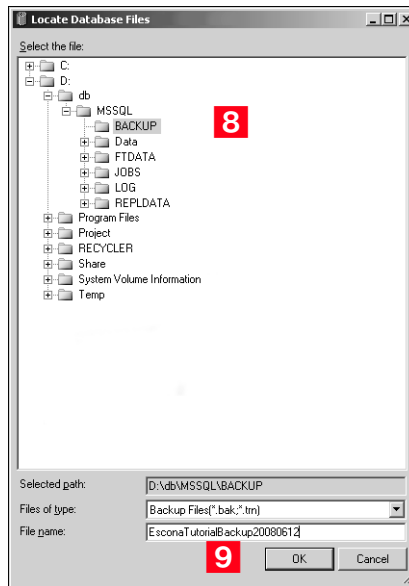 Locate Database Files
Select the file:
C:
D:
db
MSSQL
BACKUP
8
Data
FTDATA
JOBS
LOG
REPLDATA
Program Files
Project
RECYCLER
Share
System Volume Information
Temp
Selected path: D:\db\MSSQL\BACKUP
Files of type: Backup Files(*.bak;*.trn)
File name: EsconaTutorialBackup20080612
9 OK Cancel